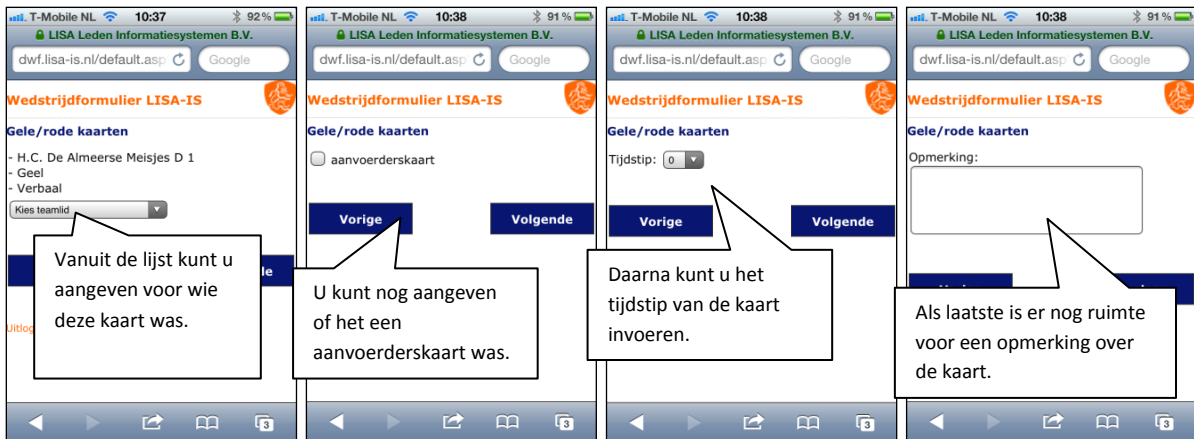 T-Mobile NL 10:37 92%
LISA Leden Informatiesystemen B.V.
dwf.lisa-is.nl/default.asp Google
Wedstrijdformulier LISA-IS
Gele/rode kaarten
- H.C. De Almeerse Meisjes D 1
- Geel
- Verbaal
Kies teamlid
Vanuit de lijst kunt u
aangeven voor wie
deze kaart was.
le
Uitlog
3
T-Mobile NL 10:38 91%
LISA Leden Informatiesystemen B.V.
dwf.lisa-is.nl/default.asp Google
Wedstrijdformulier LISA-IS
Gele/rode kaarten
aanvoerderskaart
Vorige Volgende
U kunt nog aangeven
of het een
aanvoerderskaart was.
3
T-Mobile NL 10:38 91%
LISA Leden Informatiesystemen B.V.
dwf.lisa-is.nl/default.asp Google
Wedstrijdformulier LISA-IS
Gele/rode kaarten
Tijdstip: 0
Vorige Volgende
Daarna kunt u het
tijdstip van de kaart
invoeren.
3
T-Mobile NL 10:38 91%
LISA Leden Informatiesystemen B.V.
dwf.lisa-is.nl/default.asp Google
Wedstrijdformulier LISA-IS
Gele/rode kaarten
Opmerking:
Als laatste is er nog ruimte
voor een opmerking over
de kaart.
3